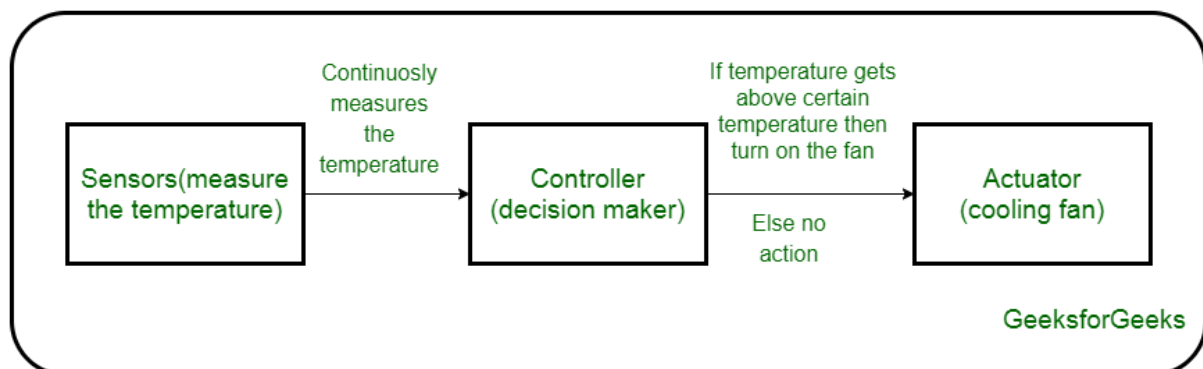 Sensors(measure
the temperature)
Continuosly
measures
the
temperature
Controller
(decision maker)
If temperature gets
above certain
temperature then
turn on the fan
Else no
action
Actuator
(cooling fan)
GeeksforGeeks